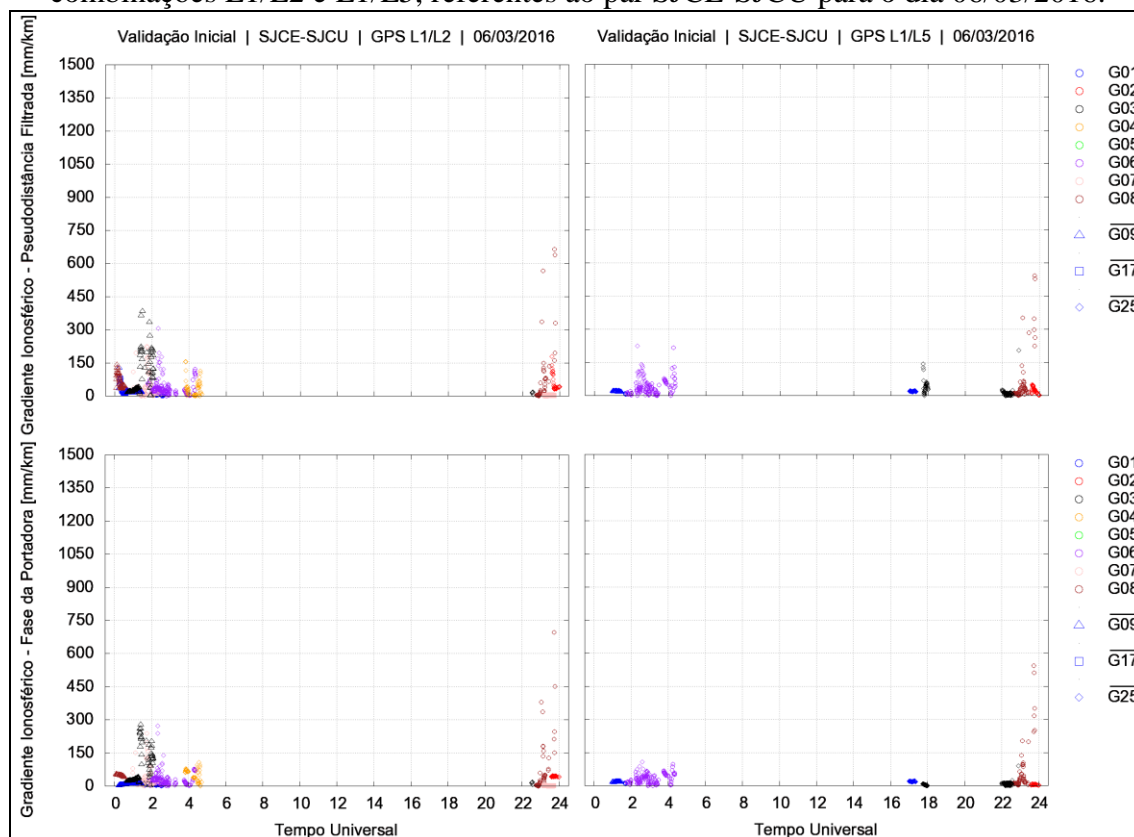 combinações L1/L2 e L1/L5, referentes ao par SJCE-SJCU para o dia 06/03/2016.
Validação Inicial | SJCE-SJCU | GPS L1/L2 | 06/03/2016
Validação Inicial | SJCE-SJCU | GPS L1/L5 | 06/03/2016
Gradiente Ionosférico - Pseudodistância Filtrada [mm/km]
1500
1350
1200
1050
900
750
600
450
300
150
0
G01
G02
G03
G04
G05
G06
G07
G08
G09
G17
G25
Gradiente Ionosférico - Fase da Portadora [mm/km]
1500
1350
1200
1050
900
750
600
450
300
150
0
G01
G02
G03
G04
G05
G06
G07
G08
G09
G17
G25
0 2 4 6 8 10 12 14 16 18 20 22 24
0 2 4 6 8 10 12 14 16 18 20 22 24
Tempo Universal
Tempo Universal